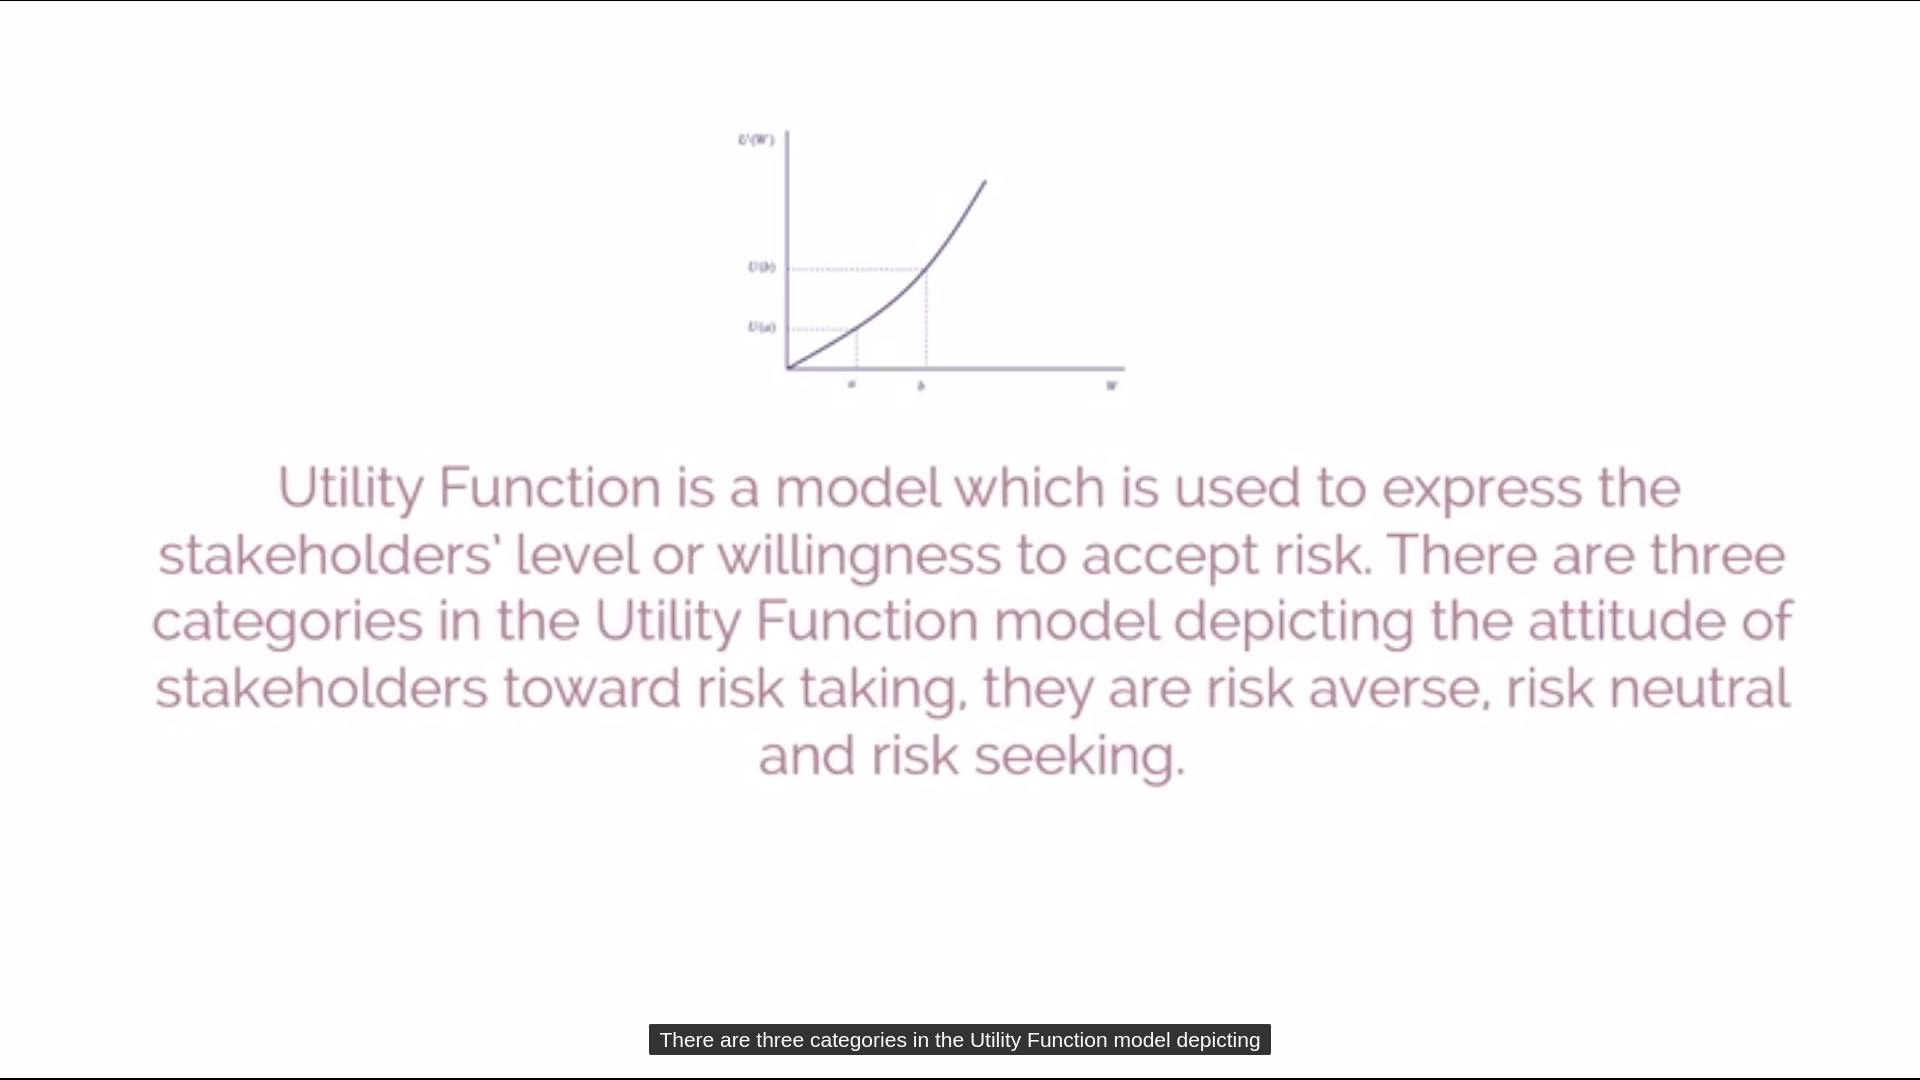 U(W)
U(b)
U(a)
a
b
W
Utility Function is a model which is used to express the
stakeholders' level or willingness to accept risk. There are three
categories in the Utility Function model depicting the attitude of
stakeholders toward risk taking, they are risk averse, risk neutral
and risk seeking.
There are three categories in the Utility Function model depicting